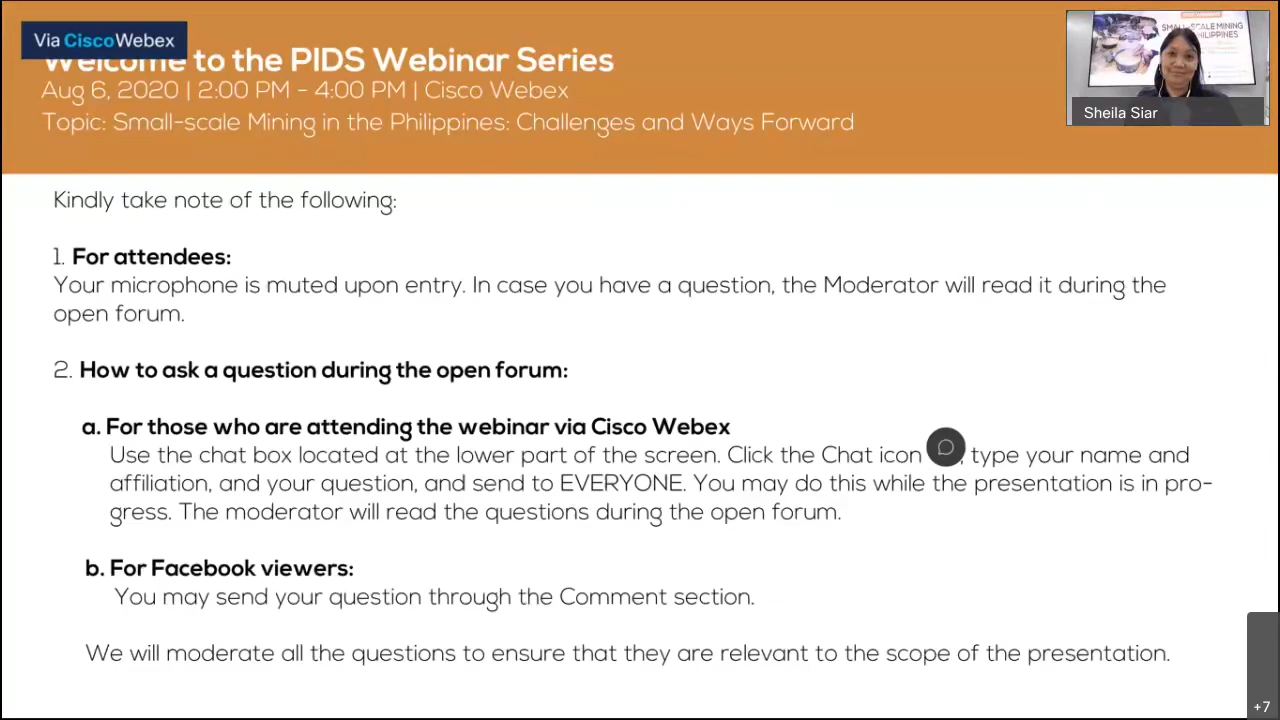 Via CiscoWebex
Welcome to the PIDS Webinar Series
Aug 6, 2020 | 2:00 PM - 4:00 PM | Cisco Webex
Topic: Small-scale Mining in the Philippines: Challenges and Ways Forward
SMALL-SCALE MINING
PHILIPPINES
Sheila Siar
Kindly take note of the following:
1. For attendees:
Your microphone is muted upon entry. In case you have a question, the Moderator will read it during the
open forum.
2. How to ask a question during the open forum:
a. For those who are attending the webinar via Cisco Webex
Use the chat box located at the lower part of the screen. Click the Chat icon , type your name and
affiliation, and your question, and send to EVERYONE. You may do this while the presentation is in pro-
gress. The moderator will read the questions during the open forum.
b. For Facebook viewers:
You may send your question through the Comment section.
We will moderate all the questions to ensure that they are relevant to the scope of the presentation.
+7